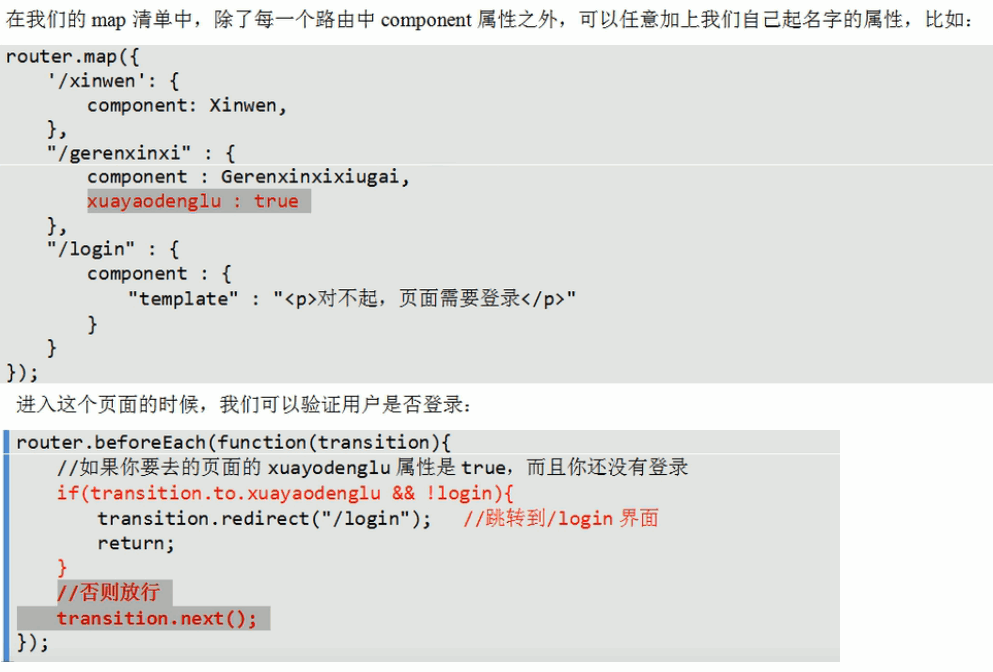 在我们的 map 清单中，除了每一个路由中 component 属性之外，可以任意加上我们自己起名字的属性，比如：
router.map({
    '/xinwen': {
        component: Xinwen,
    },
    "/gerenxinxi" : {
        component : Gerenxinxixiugai,
        xuayaodenglu : true
    },
    "/login" : {
        component : {
            "template" : "<p>对不起，页面需要登录</p>"
        }
    }
});
进入这个页面的时候，我们可以验证用户是否登录：
router.beforeEach(function(transition){
    //如果你要去的页面的 xuayodenglu 属性是 true，而且你还没有登录
    if(transition.to.xuayaodenglu && !login){
        transition.redirect("/login");   //跳转到/login 界面
        return;
    }
    //否则放行
    transition.next();
});